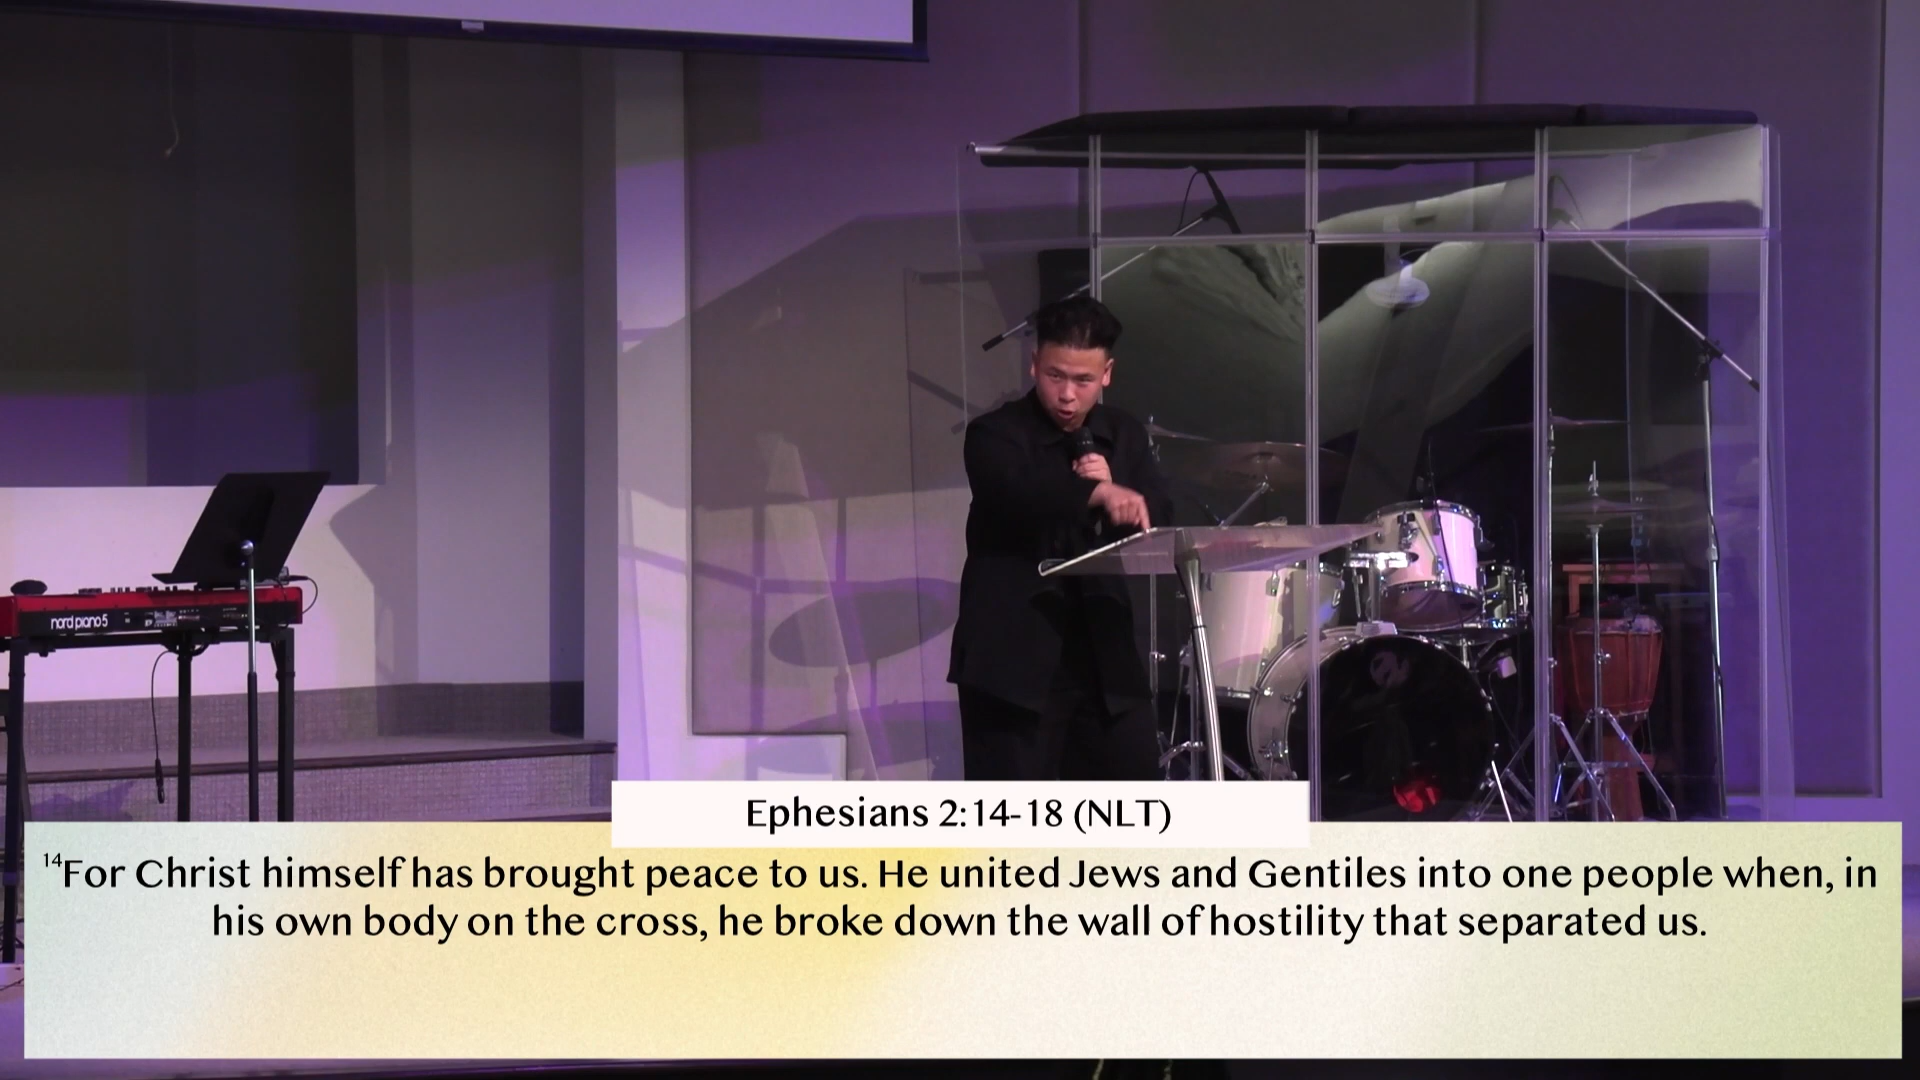 nord piano 5
Ephesians 2:14-18 (NLT)
¹⁴For Christ himself has brought peace to us. He united Jews and Gentiles into one people when, in
his own body on the cross, he broke down the wall of hostility that separated us.